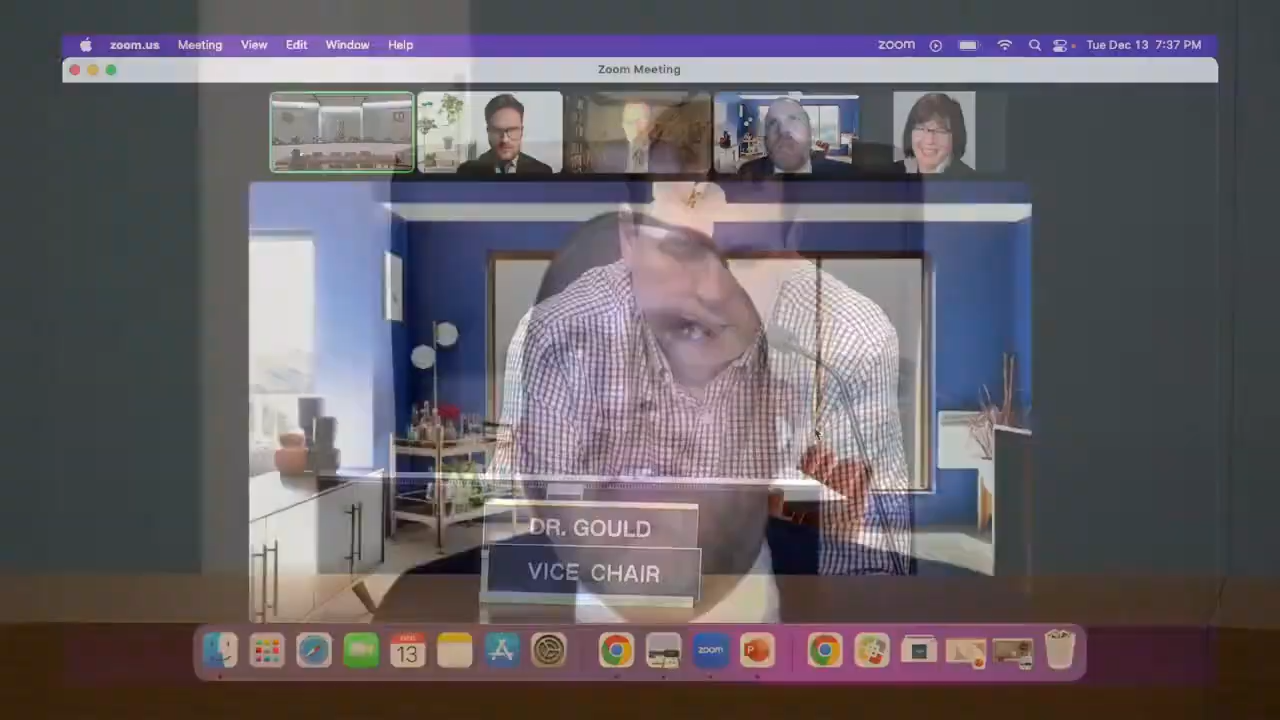 zoom.us Meeting View Edit Window Help zoom Tue Dec 13 7:37 PM
Zoom Meeting
DR. GOULD
VICE CHAIR
13
zoom
P